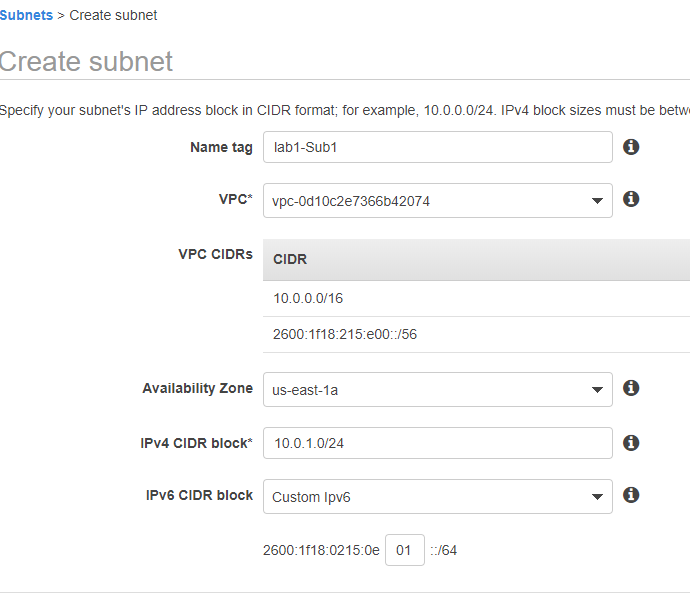 Subnets > Create subnet
Create subnet
Specify your subnet's IP address block in CIDR format; for example, 10.0.0.0/24. IPv4 block sizes must be
Name tag lab1-Sub1
VPC* vpc-0d10c2e7366b42074
VPC CIDRs CIDR
10.0.0.0/16
2600:1f18:215:e00::/56
Availability Zone us-east-1a
IPv4 CIDR block* 10.0.1.0/24
IPv6 CIDR block Custom Ipv6
2600:1f18:0215:0e 01 ::/64